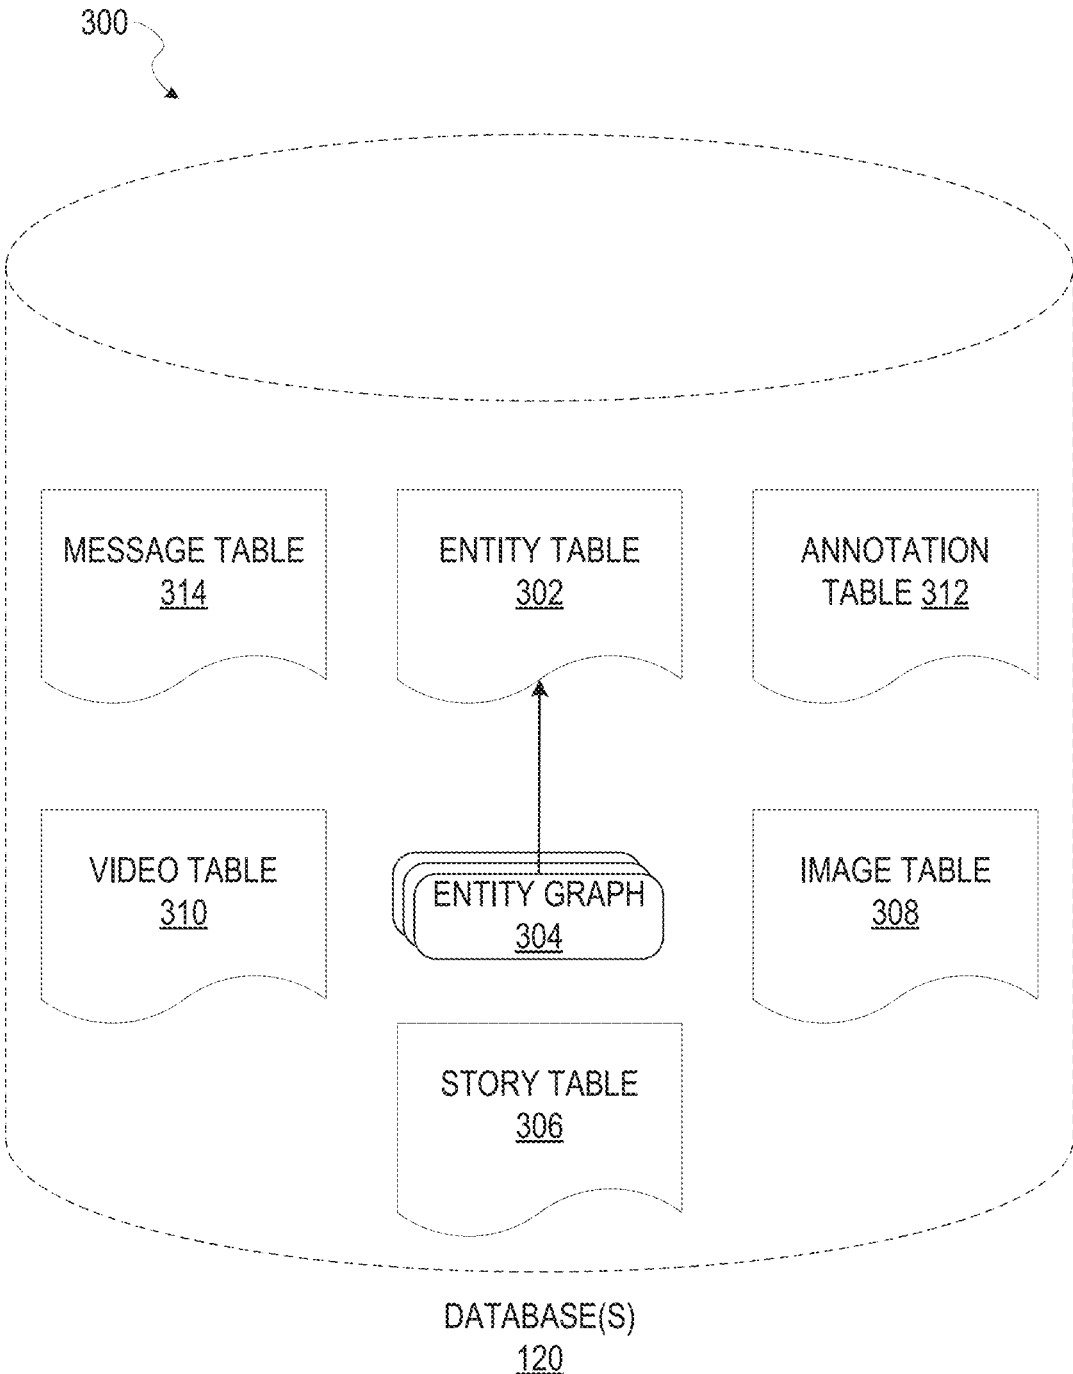 300
MESSAGE TABLE
314
ENTITY TABLE
302
ANNOTATION
TABLE 312
VIDEO TABLE
310
ENTITY GRAPH
304
IMAGE TABLE
308
STORY TABLE
306
DATABASE(S)
120